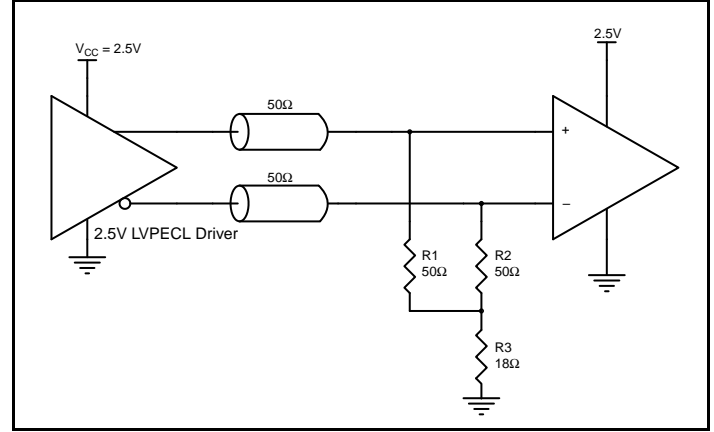 V_CC = 2.5V
2.5V
50Ω
50Ω
+
–
2.5V LVPECL Driver
R1
50Ω
R2
50Ω
R3
18Ω